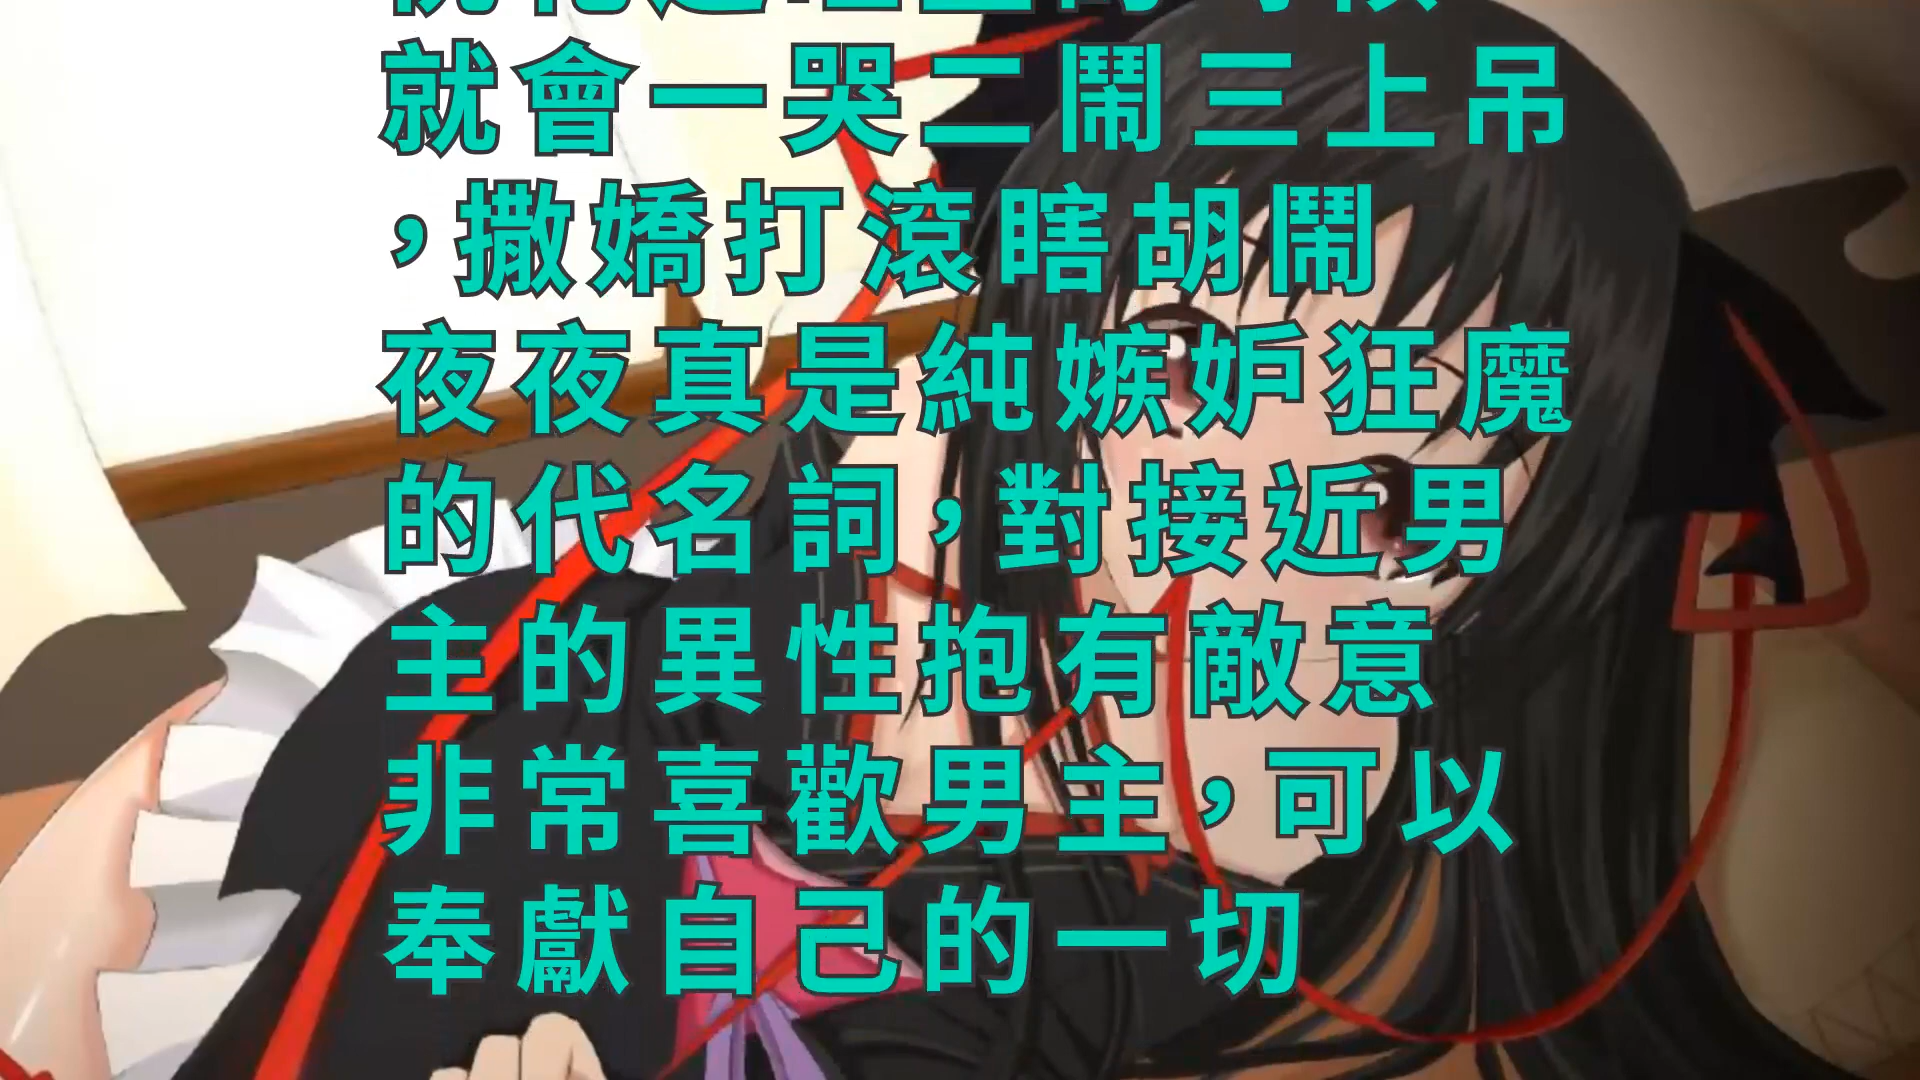 就會一哭二鬧三上吊
，撒嬌打滾瞎胡鬧
夜夜真是純嫉妒狂魔
的代名詞，對接近男
主的異性抱有敵意
非常喜歡男主，可以
奉獻自己的一切